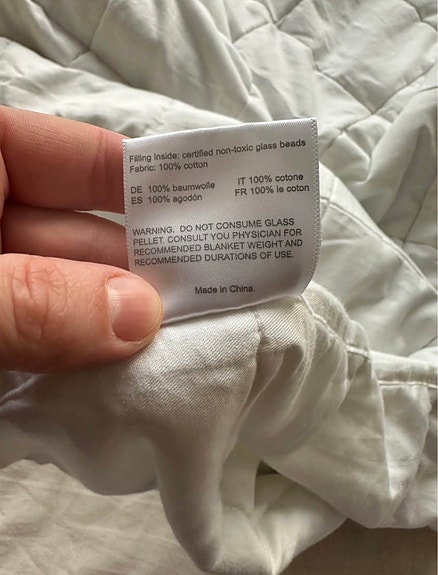 Filling Inside: certified non-toxic glass beads
Fabric: 100% cotton
DE 100% baumwolle IT 100% cotone
ES 100% agodón FR 100% le coton
WARNING. DO NOT CONSUME GLASS
PELLET. CONSULT YOU PHYSICIAN FOR
RECOMMENDED BLANKET WEIGHT AND
RECOMMENDED DURATIONS OF USE.
Made in China.